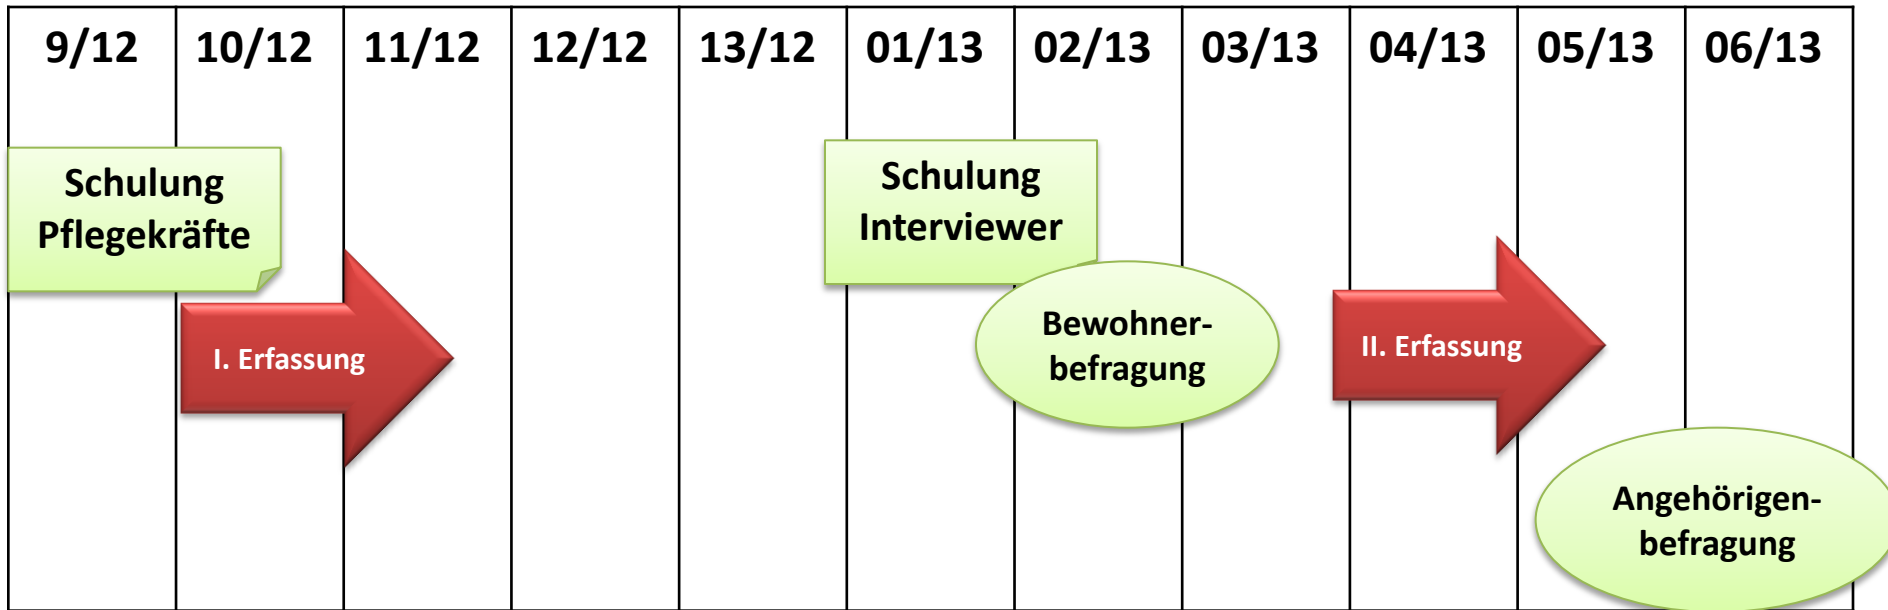 9/12 10/12 11/12 12/12 13/12 01/13 02/13 03/13 04/13 05/13 06/13
Schulung
Pflegekräfte
Schulung
Interviewer
I. Erfassung
Bewohner-
befragung
II. Erfassung
Angehörigen-
befragung